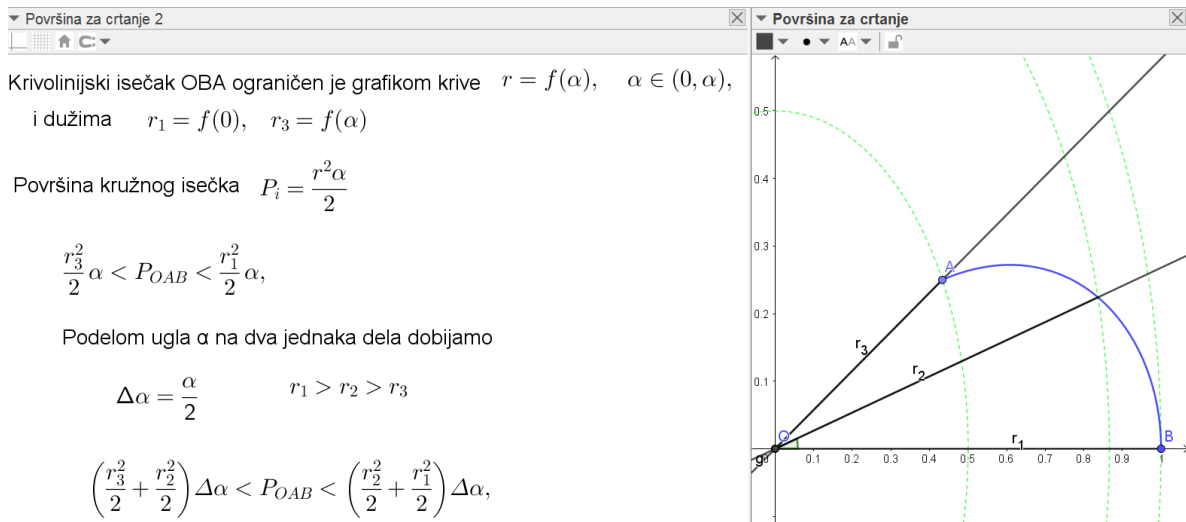 Površina za crtanje 2
Krivolinijski isečak OBA ograničen je grafikom krive r = f(α), α ∈ (0, α),
i dužima r₁ = f(0), r₃ = f(α)
Površina kružnog isečka Pᵢ = r²α/2
r₃²/2 α < P_OAB < r₁²/2 α,
Podelom ugla α na dva jednaka dela dobijamo
Δα = α/2 r₁ > r₂ > r₃
(r₃²/2 + r₂²/2) Δα < P_OAB < (r₂²/2 + r₁²/2) Δα,
Površina za crtanje
AA
0.5
0.4
0.3
A
0.2
r₃
r₂
0.1
O
r₁
B
g
0
0.1 0.2 0.3 0.4 0.5 0.6 0.7 0.8 0.9 1